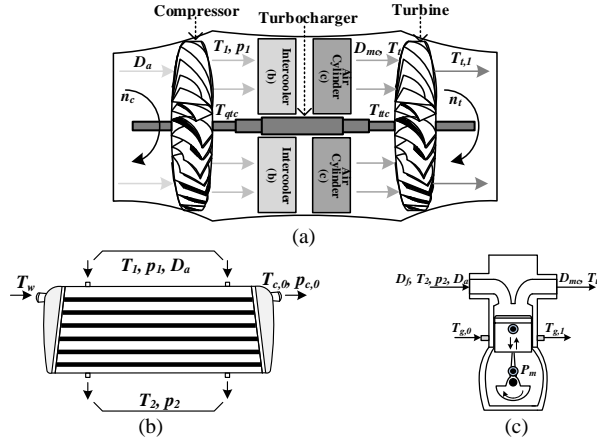 Compressor
Turbocharger
Turbine
T1, p1
Dmc, Tt
Tt,1
Da
Intercooler
(b)
Air
Cylinder
(c)
nc
Tqtc
Tttc
nt
Intercooler
(b)
Air
Cylinder
(c)
(a)
T1, p1, Da
Tw
Tc,0, pc,0
T2, p2
(b)
Df, T2, p2, Da
Dmc, Tt
Tg,0
Tg,1
Pm
(c)